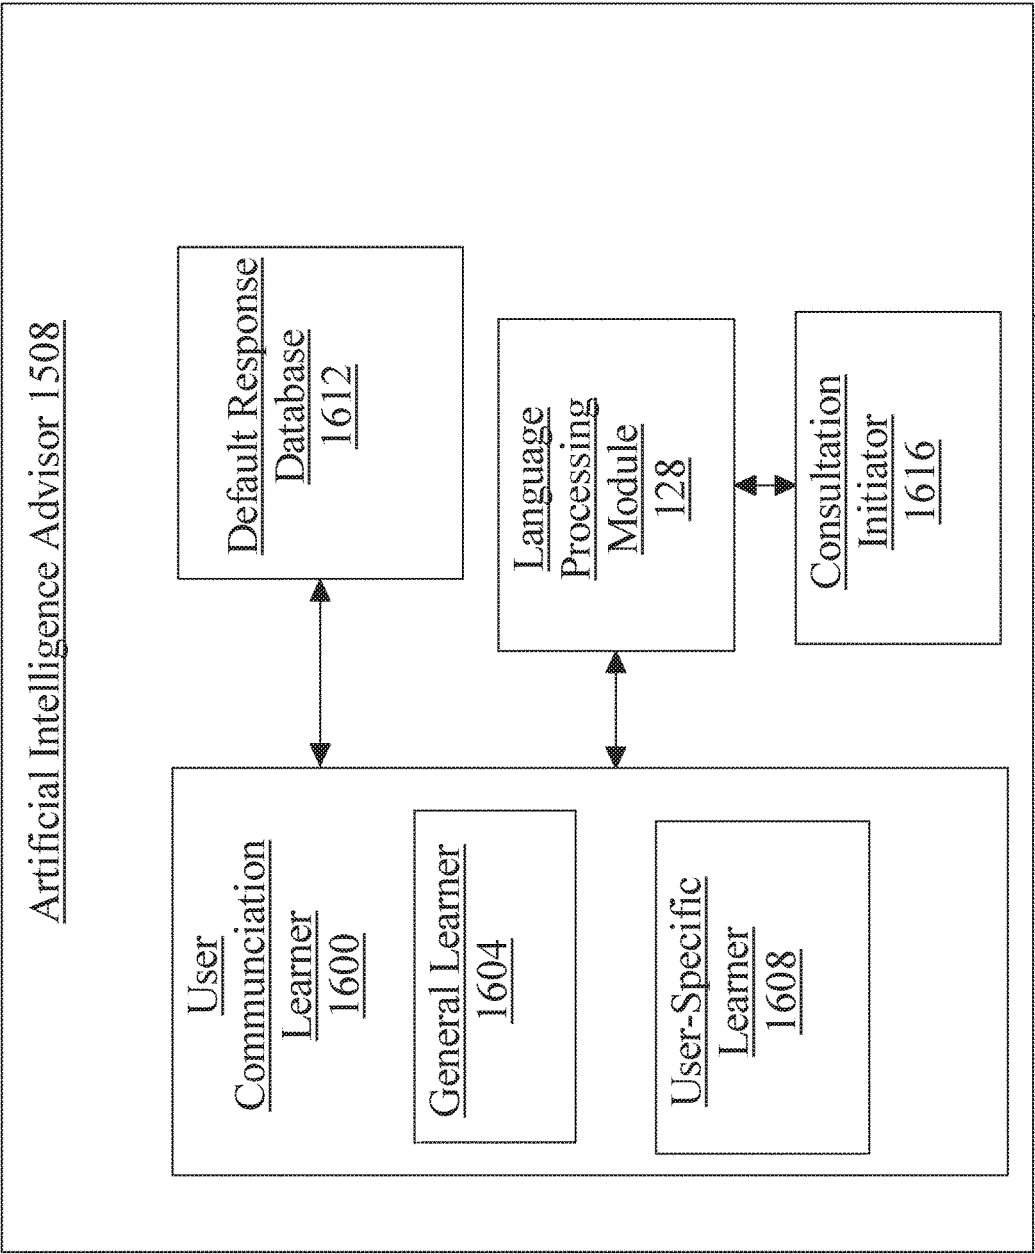 Artificial Intelligence Advisor 1508
User
Communciation
Learner
1600
General Learner
1604
User-Specific
Learner
1608
Default Response
Database
1612
Language
Processing
Module
128
Consultation
Initiator
1616